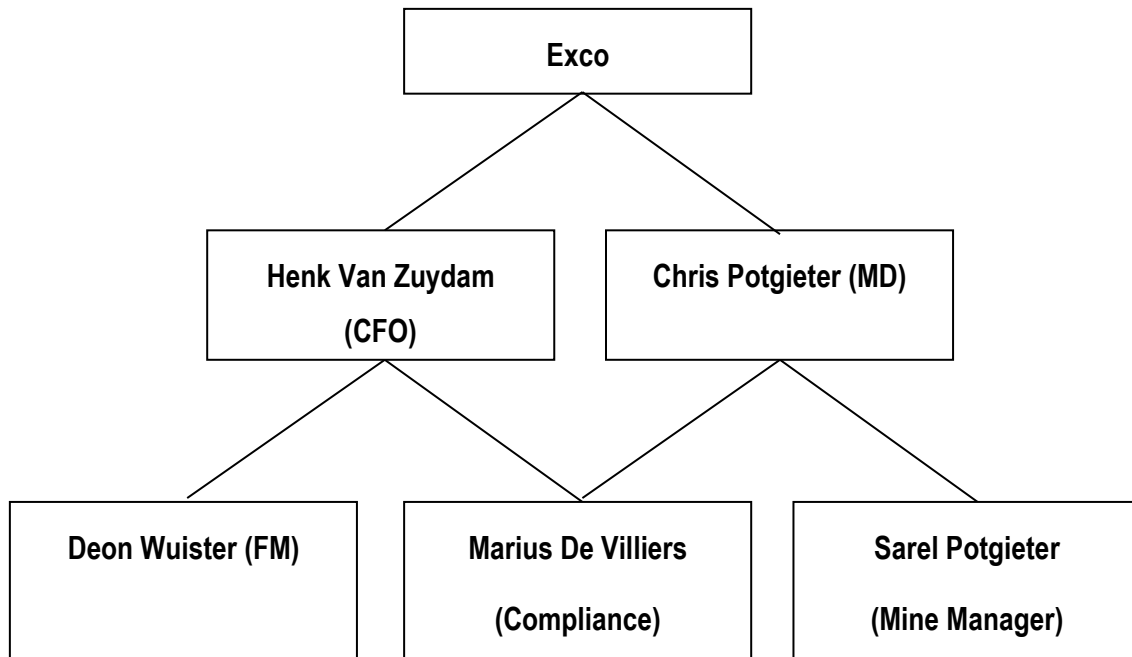 Exco
Henk Van Zuydam
(CFO)
Chris Potgieter (MD)
Deon Wuister (FM)
Marius De Villiers
(Compliance)
Sarel Potgieter
(Mine Manager)